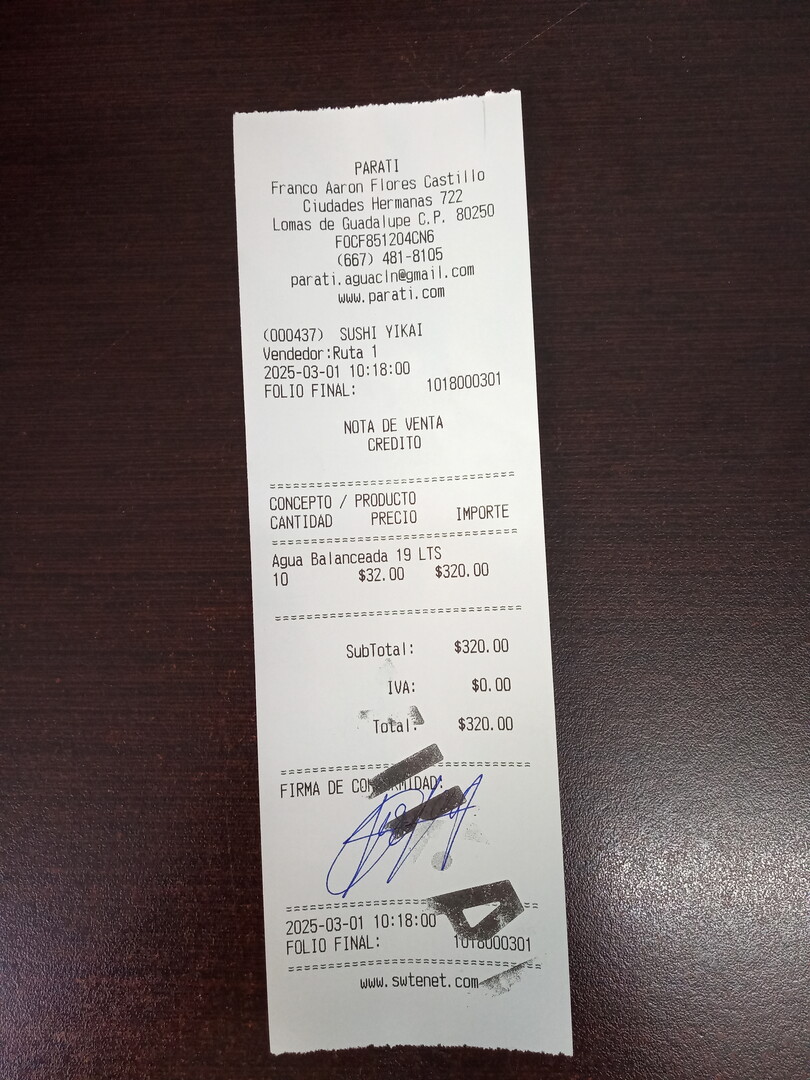 PARATI
Franco Aaron Flores Castillo
Ciudades Hermanas 722
Lomas de Guadalupe C.P. 80250
FOCF851204CN6
(667) 481-8105
parati.aguacln@gmail.com
www.parati.com
(000437) SUSHI YIKAI
Vendedor:Ruta 1
2025-03-01 10:18:00
FOLIO FINAL: 1018000301
NOTA DE VENTA
CREDITO
CONCEPTO / PRODUCTO
CANTIDAD PRECIO IMPORTE
Agua Balanceada 19 LTS
10 $32.00 $320.00
SubTotal: $320.00
IVA: $0.00
Total: $320.00
FIRMA DE CONFORMIDAD:
2025-03-01 10:18:00
FOLIO FINAL: 1018000301
www.swtenet.com